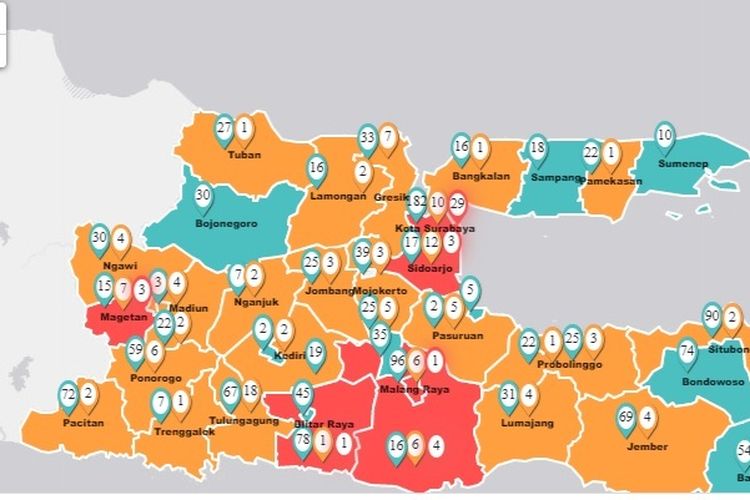 27 1
Tuban
33 7
16 2
Lamongan
Gresik
16 1
Bangkalan
18
Sampang
22 1
Pamekasan
10
Sumenep
30
Bojonegoro
182 10 29
Kota Surabaya
17 12 3
Sidoarjo
30 4
Ngawi
15 7 3
Magetan
3 4
Madiun
22 2
7 2
Nganjuk
25 3
Jombang
39 3
Mojokerto
25 5
2 5
Pasuruan
5
2 2
Kediri
19
35
59 6
Ponorogo
96 6 1
Malang Raya
22 1
25 3
Probolinggo
90 2
Situbon
74
Bondowoso
72 2
Pacitan
7 1
Trenggalek
67 18
Tulungagung
45
Blitar Raya
78 1 1
16 6 4
31 4
Lumajang
69 4
Jember
54
Ba